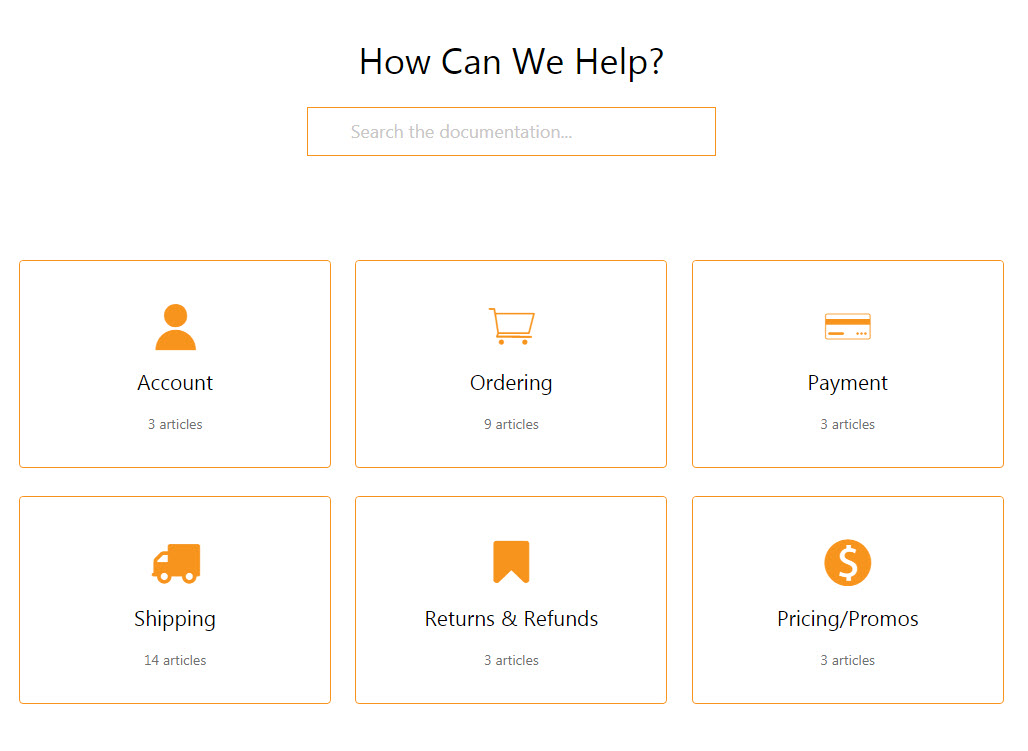 How Can We Help?
Search the documentation...
Account
3 articles
Ordering
9 articles
Payment
3 articles
Shipping
14 articles
Returns & Refunds
3 articles
Pricing/Promos
3 articles